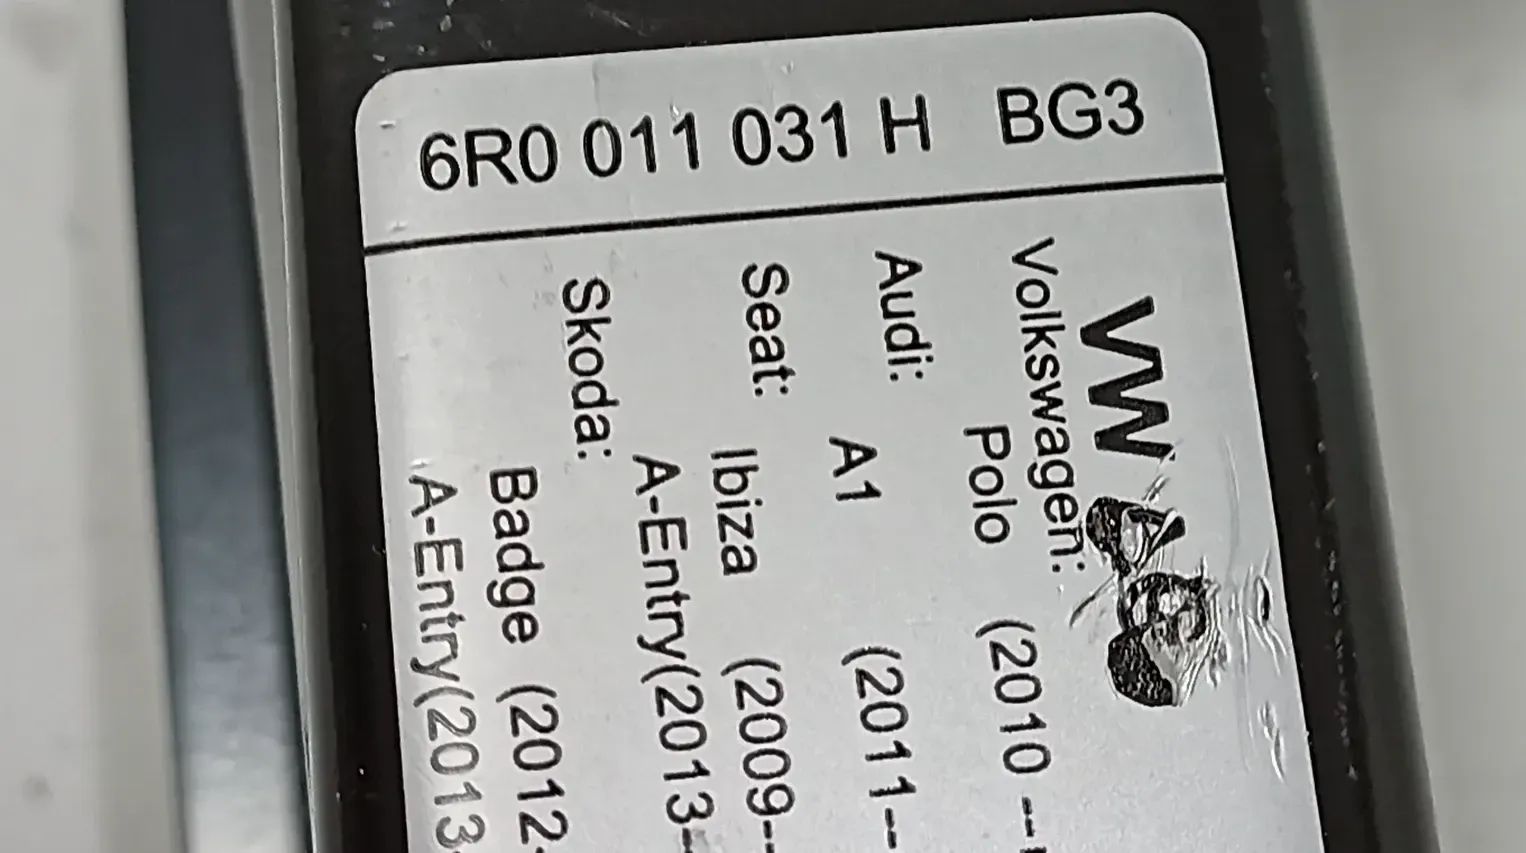 6R0 011 031 H BG3
VW
Volkswagen:
Polo (2010 --
Audi:
A1 (2011--
Seat:
Ibiza (2009--
A-Entry(2013--
Skoda:
Badge (2012-
A-Entry(2013-